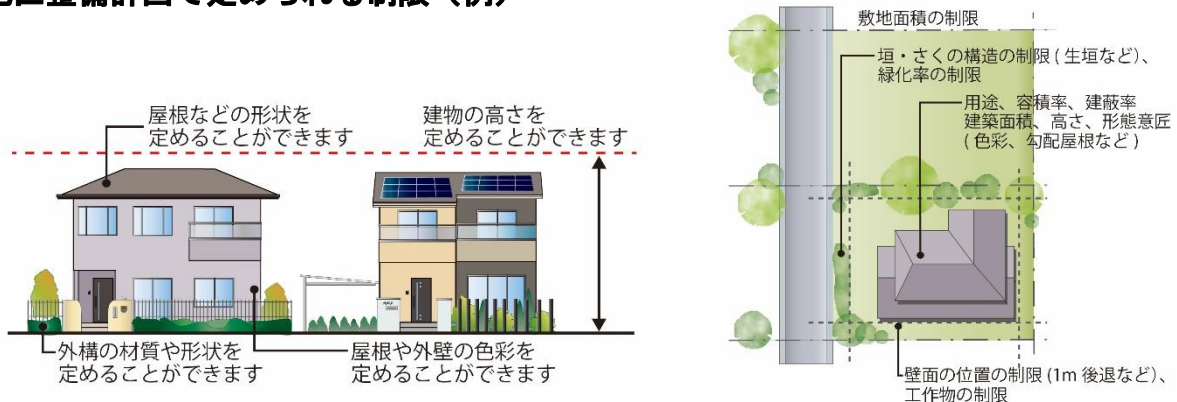 地区整備計画で定められる制限（例）
屋根などの形状を
定めることができます
建物の高さを
定めることができます
外構の材質や形状を
定めることができます
屋根や外壁の色彩を
定めることができます
敷地面積の制限
垣・さくの構造の制限 ( 生垣など)、
緑化率の制限
用途、容積率、建蔽率
建築面積、高さ、形態意匠
( 色彩、勾配屋根など )
壁面の位置の制限 (1m 後退など)、
工作物の制限